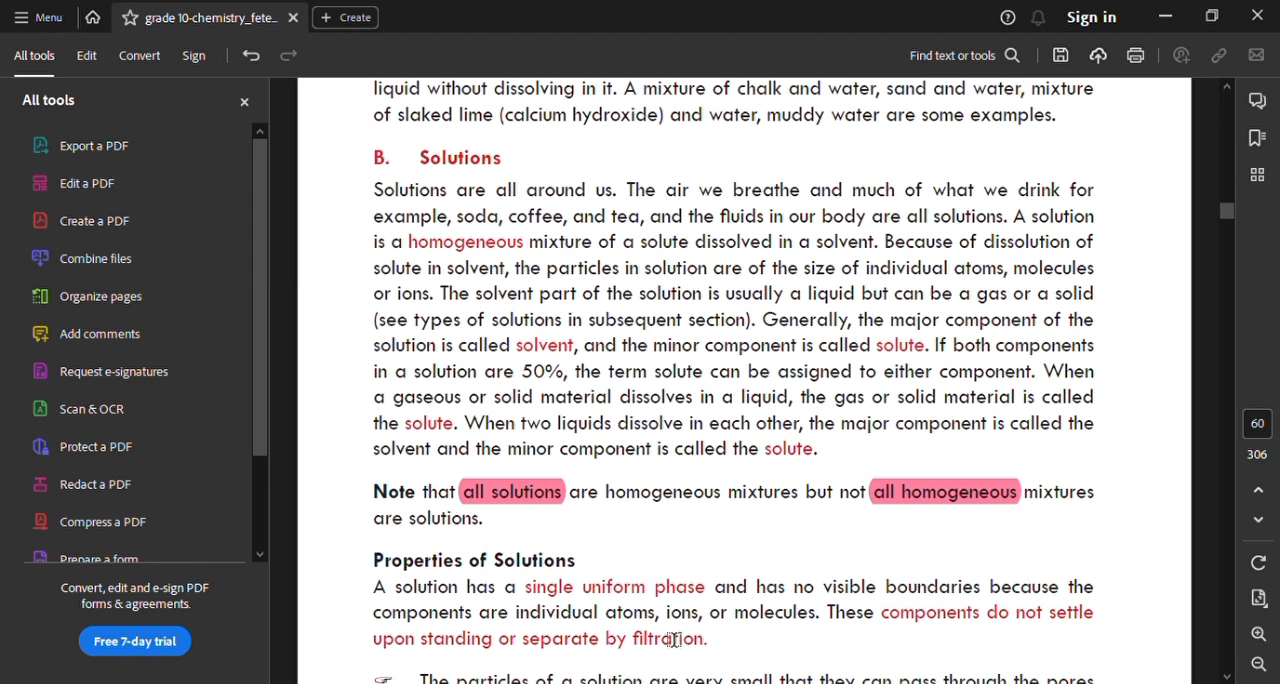 Menu
grade 10-chemistry_fete...
Create
Sign in
All tools
Edit
Convert
Sign
Find text or tools
All tools
Export a PDF
Edit a PDF
Create a PDF
Combine files
Organize pages
Add comments
Request e-signatures
Scan & OCR
Protect a PDF
Redact a PDF
Compress a PDF
Prepare a form
Convert, edit and e-sign PDF
forms & agreements.
Free 7-day trial
liquid without dissolving in it. A mixture of chalk and water, sand and water, mixture
of slaked lime (calcium hydroxide) and water, muddy water are some examples.
B. Solutions
Solutions are all around us. The air we breathe and much of what we drink for
example, soda, coffee, and tea, and the fluids in our body are all solutions. A solution
is a homogeneous mixture of a solute dissolved in a solvent. Because of dissolution of
solute in solvent, the particles in solution are of the size of individual atoms, molecules
or ions. The solvent part of the solution is usually a liquid but can be a gas or a solid
(see types of solutions in subsequent section). Generally, the major component of the
solution is called solvent, and the minor component is called solute. If both components
in a solution are 50%, the term solute can be assigned to either component. When
a gaseous or solid material dissolves in a liquid, the gas or solid material is called
the solute. When two liquids dissolve in each other, the major component is called the
solvent and the minor component is called the solute.
Note that all solutions are homogeneous mixtures but not all homogeneous mixtures
are solutions.
Properties of Solutions
A solution has a single uniform phase and has no visible boundaries because the
components are individual atoms, ions, or molecules. These components do not settle
upon standing or separate by filtration.
The particles of a solution are very small that they can pass through the pores
60
306